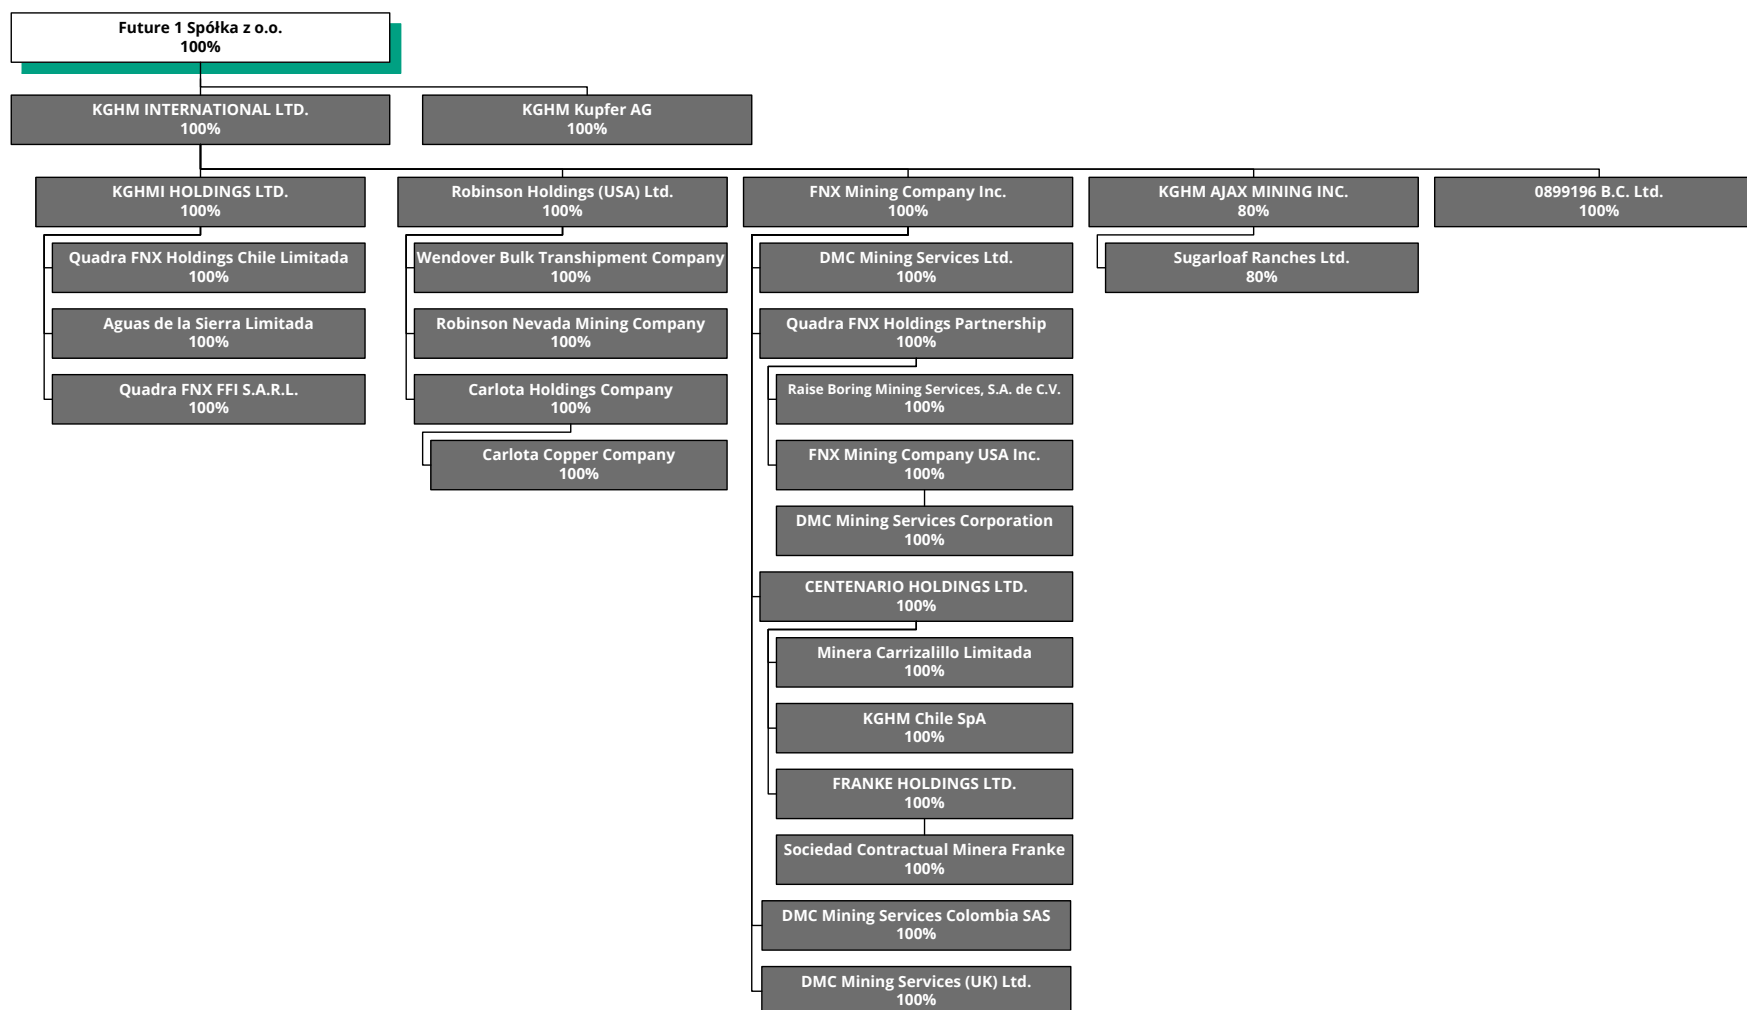 Future 1 Spółka z o.o.
100%
KGHM INTERNATIONAL LTD.
100%
KGHM Kupfer AG
100%
KGHMI HOLDINGS LTD.
100%
Robinson Holdings (USA) Ltd.
100%
FNX Mining Company Inc.
100%
KGHM AJAX MINING INC.
80%
0899196 B.C. Ltd.
100%
Quadra FNX Holdings Chile Limitada
100%
Aguas de la Sierra Limitada
100%
Quadra FNX FFI S.A.R.L.
100%
Wendover Bulk Transhipment Company
100%
Robinson Nevada Mining Company
100%
Carlota Holdings Company
100%
Carlota Copper Company
100%
DMC Mining Services Ltd.
100%
Quadra FNX Holdings Partnership
100%
Raise Boring Mining Services, S.A. de C.V.
100%
FNX Mining Company USA Inc.
100%
DMC Mining Services Corporation
100%
CENTENARIO HOLDINGS LTD.
100%
Minera Carrizalillo Limitada
100%
KGHM Chile SpA
100%
FRANKE HOLDINGS LTD.
100%
Sociedad Contractual Minera Franke
100%
DMC Mining Services Colombia SAS
100%
DMC Mining Services (UK) Ltd.
100%
Sugarloaf Ranches Ltd.
80%